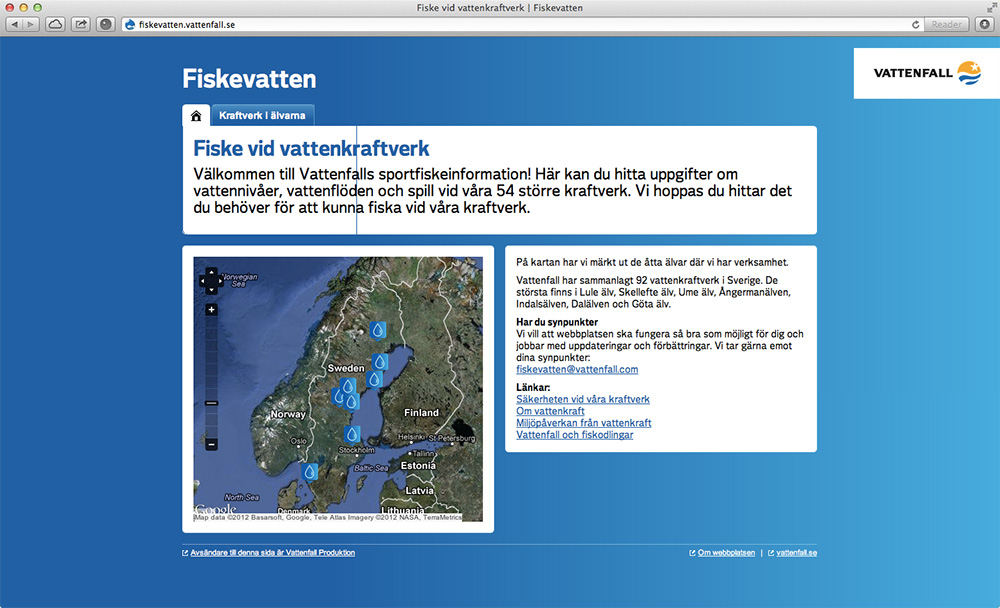 Fiske vid vattenkraftverk | Fiskevatten
fiskevatten.vattenfall.se
Reader
VATTENFALL
Fiskevatten
Kraftverk i älvarna
Fiske vid vattenkraftverk
Välkommen till Vattenfalls sportfiskeinformation! Här kan du hitta uppgifter om
vattennivåer, vattenflöden och spill vid våra 54 större kraftverk. Vi hoppas du hittar det
du behöver för att kunna fiska vid våra kraftverk.
Norwegian
Sea
Sweden
Norway
Finland
Oslo
Helsinki
St Petersburg
Stockholm
Tallinn
Baltic Sea
Estonia
Latvia
North Sea
Denmark
Lithuania
Google
Map data ©2012 Basarsoft, Google, Tele Atlas Imagery ©2012 NASA, TerraMetrics
På kartan har vi märkt ut de åtta älvar där vi har verksamhet.
Vattenfall har sammanlagt 92 vattenkraftverk i Sverige. De
största finns i Lule älv, Skellefte älv, Ume älv, Ångermanälven,
Indalsälven, Dalälven och Göta älv.
Har du synpunkter
Vi vill att webbplatsen ska fungera så bra som möjligt för dig och
jobbar med uppdateringar och förbättringar. Vi tar gärna emot
dina synpunkter:
fiskevatten@vattenfall.com
Länkar:
Säkerheten vid våra kraftverk
Om vattenkraft
Miljöpåverkan från vattenkraft
Vattenfall och fiskodlingar
Avsändare till denna sida är Vattenfall Produktion
Om webbplatsen | vattenfall.se